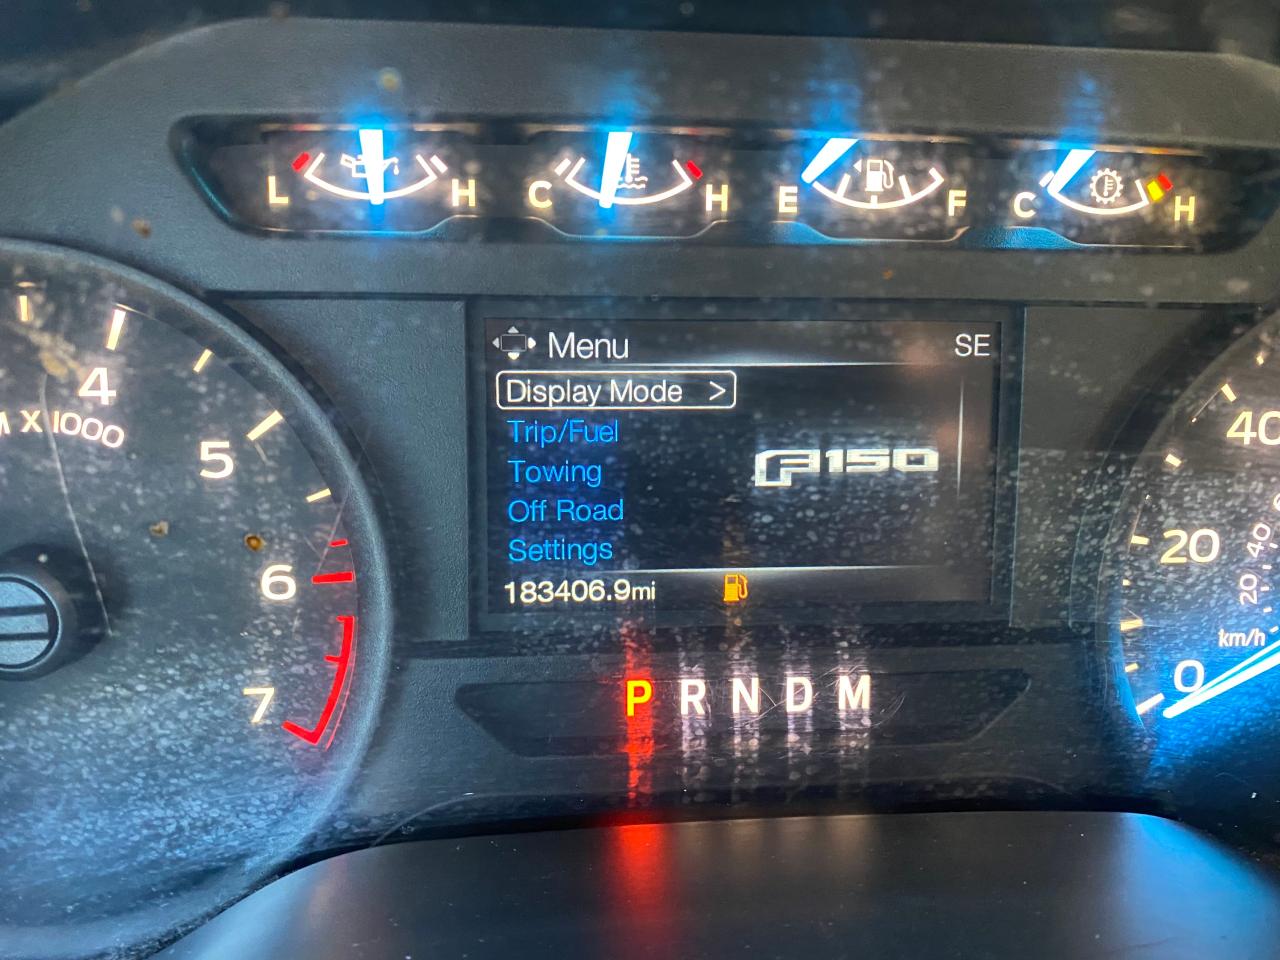 L H C H E F C H
Menu SE
Display Mode >
Trip/Fuel
F150
Towing
Off Road
Settings
183406.9mi
P R N D M
4
X 1000
5
6
7
40
20
0
40
20
km/h